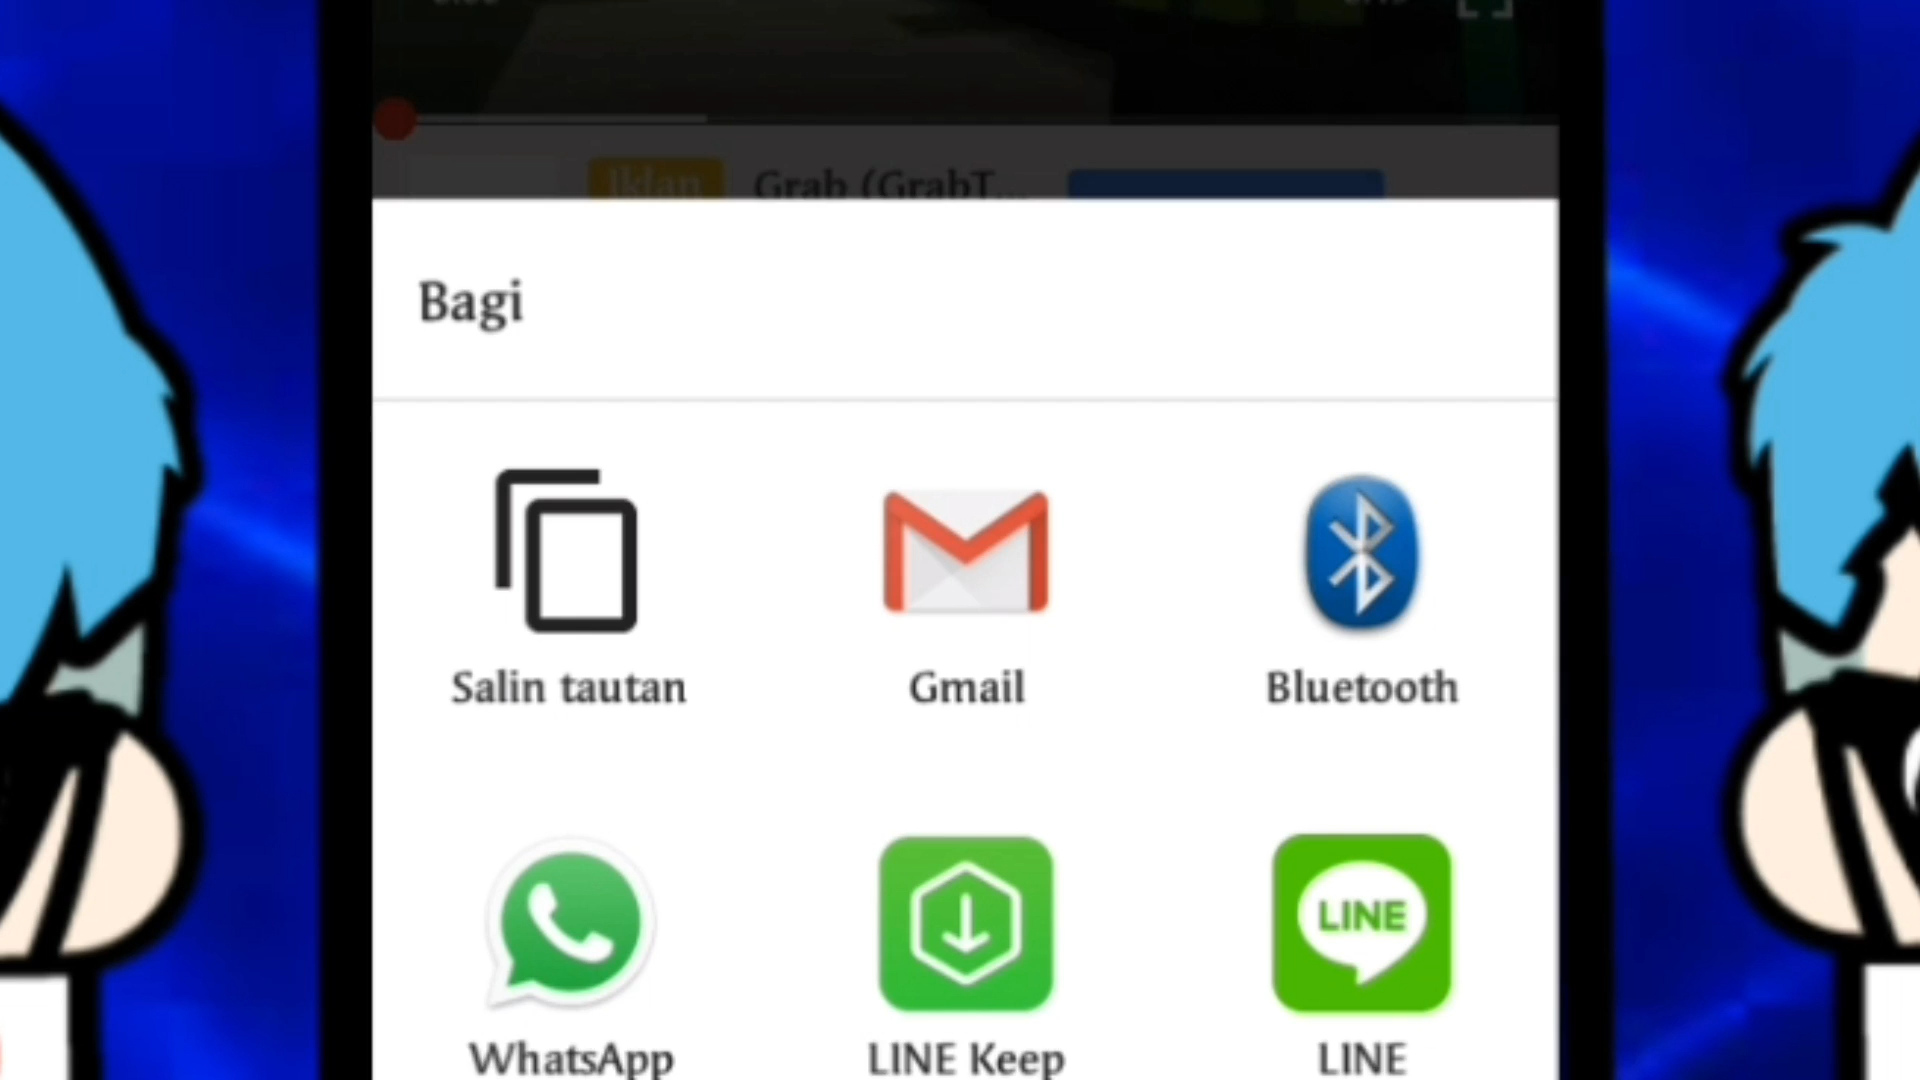 Iklan Grab (GrabT...
Bagi
Salin tautan
Gmail
Bluetooth
LINE
WhatsApp
LINE Keep
LINE